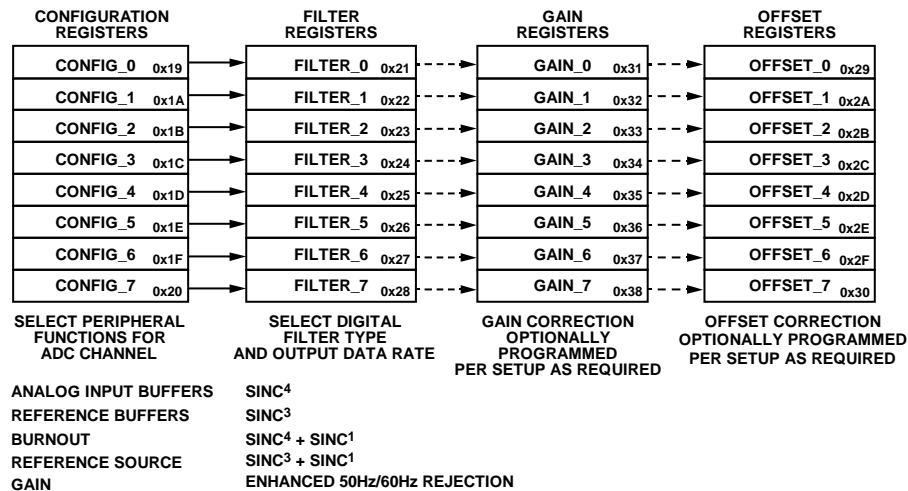 CONFIGURATION REGISTERS
CONFIG_0 0x19
CONFIG_1 0x1A
CONFIG_2 0x1B
CONFIG_3 0x1C
CONFIG_4 0x1D
CONFIG_5 0x1E
CONFIG_6 0x1F
CONFIG_7 0x20
SELECT PERIPHERAL
FUNCTIONS FOR
ADC CHANNEL
ANALOG INPUT BUFFERS
REFERENCE BUFFERS
BURNOUT
REFERENCE SOURCE
GAIN
FILTER
REGISTERS
FILTER_0 0x21
FILTER_1 0x22
FILTER_2 0x23
FILTER_3 0x24
FILTER_4 0x25
FILTER_5 0x26
FILTER_6 0x27
FILTER_7 0x28
SELECT DIGITAL
FILTER TYPE
AND OUTPUT DATA RATE
SINC4
SINC3
SINC4 + SINC1
SINC3 + SINC1
ENHANCED 50Hz/60Hz REJECTION
GAIN
REGISTERS
GAIN_0 0x31
GAIN_1 0x32
GAIN_2 0x33
GAIN_3 0x34
GAIN_4 0x35
GAIN_5 0x36
GAIN_6 0x37
GAIN_7 0x38
GAIN CORRECTION
OPTIONALLY
PROGRAMMED
PER SETUP AS REQUIRED
OFFSET
REGISTERS
OFFSET_0 0x29
OFFSET_1 0x2A
OFFSET_2 0x2B
OFFSET_3 0x2C
OFFSET_4 0x2D
OFFSET_5 0x2E
OFFSET_6 0x2F
OFFSET_7 0x30
OFFSET CORRECTION
OPTIONALLY PROGRAMMED
PER SETUP AS REQUIRED